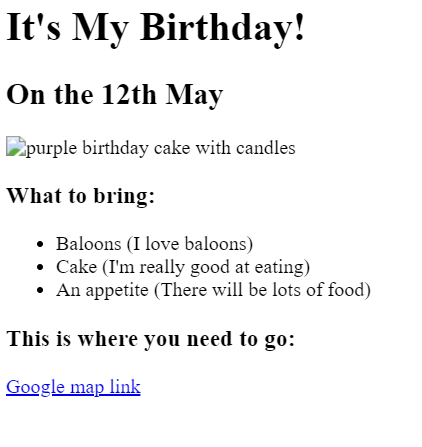 It's My Birthday!
On the 12th May
purple birthday cake with candles
What to bring:
Baloons (I love baloons)
Cake (I'm really good at eating)
An appetite (There will be lots of food)
This is where you need to go:
Google map link